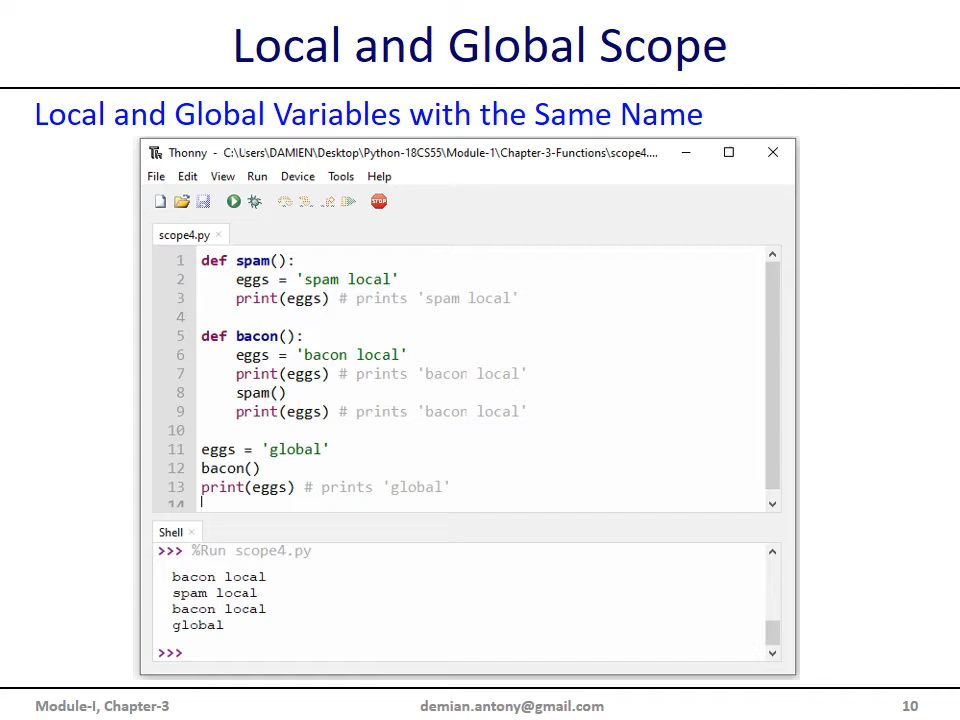 Local and Global Scope
Local and Global Variables with the Same Name
Thonny - C:\Users\DAMIEN\Desktop\Python-18CS55\Module-1\Chapter-3-Functions\scope4....
File Edit View Run Device Tools Help
STOP
scope4.py ×
1 def spam():
2     eggs = 'spam local'
3     print(eggs) # prints 'spam local'
4
5 def bacon():
6     eggs = 'bacon local'
7     print(eggs) # prints 'bacon local'
8     spam()
9     print(eggs) # prints 'bacon local'
10
11 eggs = 'global'
12 bacon()
13 print(eggs) # prints 'global'
14
Shell ×
>>> %Run scope4.py
bacon local
spam local
bacon local
global
>>>
Module-I, Chapter-3 demian.antony@gmail.com 10